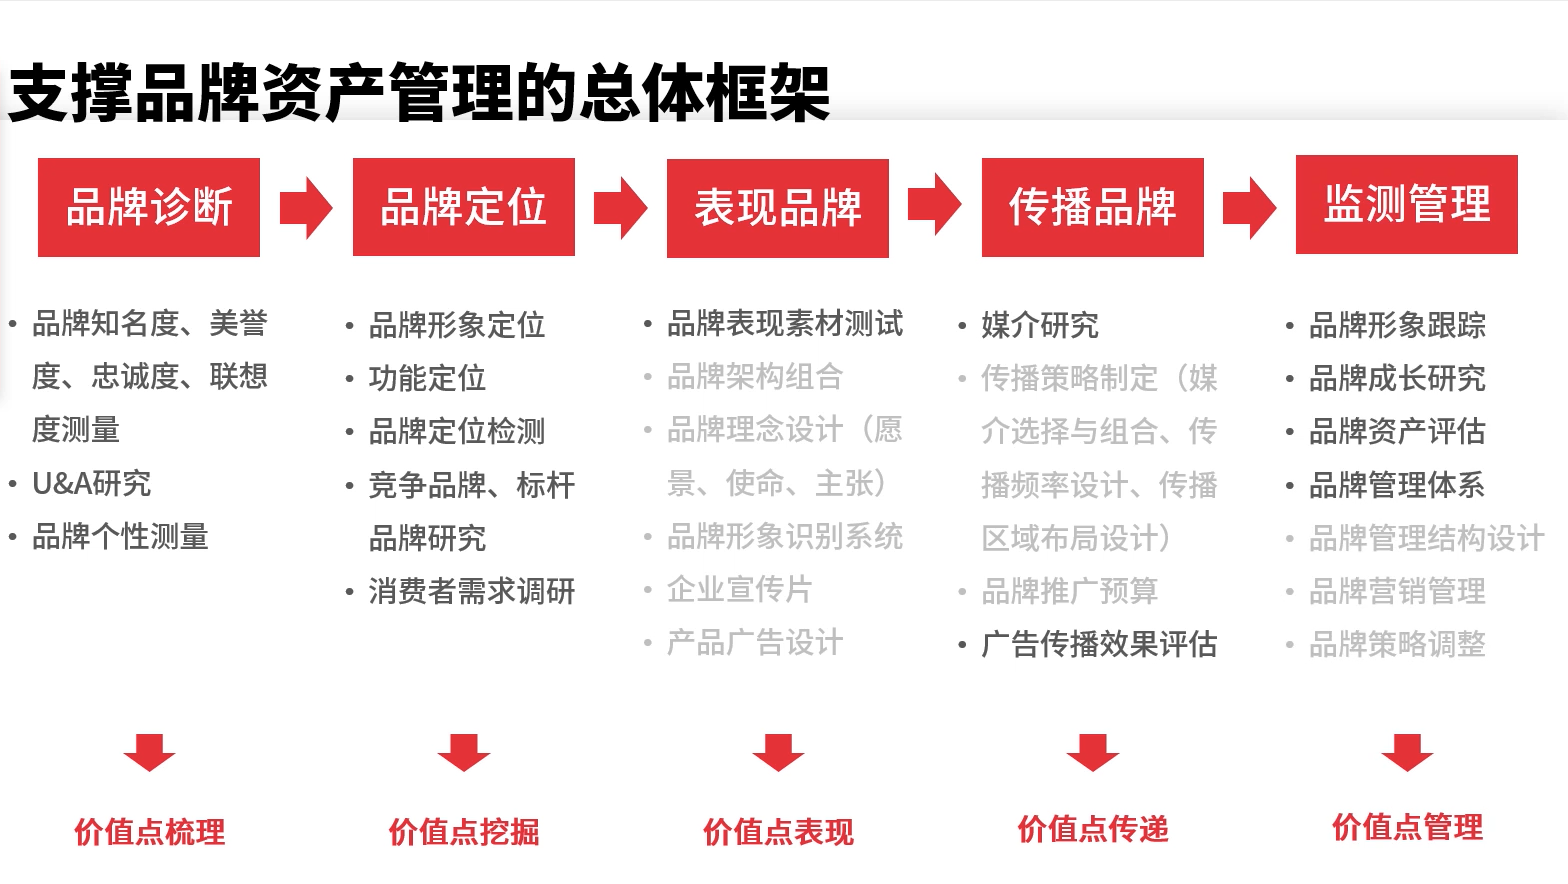 支撑品牌资产管理的总体框架
品牌诊断
品牌定位
表现品牌
传播品牌
监测管理
• 品牌知名度、美誉
度、忠诚度、联想
度测量
• U&A研究
• 品牌个性测量
• 品牌形象定位
• 功能定位
• 品牌定位检测
• 竞争品牌、标杆
品牌研究
• 消费者需求调研
• 品牌表现素材测试
• 品牌架构组合
• 品牌理念设计（愿
景、使命、主张）
• 品牌形象识别系统
• 企业宣传片
• 产品广告设计
• 媒介研究
• 传播策略制定（媒
介选择与组合、传
播频率设计、传播
区域布局设计）
• 品牌推广预算
• 广告传播效果评估
• 品牌形象跟踪
• 品牌成长研究
• 品牌资产评估
• 品牌管理体系
• 品牌管理结构设计
• 品牌营销管理
• 品牌策略调整
价值点梳理
价值点挖掘
价值点表现
价值点传递
价值点管理